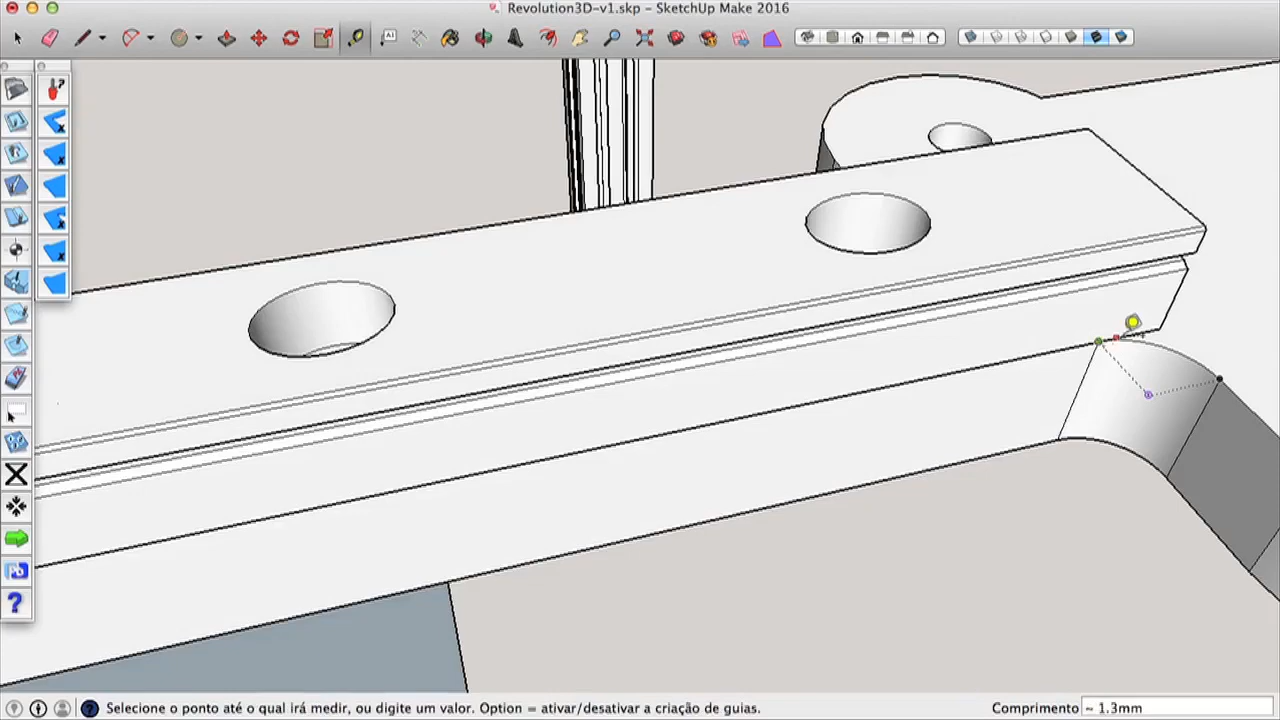 Revolution3D-v1.skp - SketchUp Make 2016
Selecione o ponto até o qual irá medir, ou digite um valor. Option = ativar/desativar a criação de guias.
Comprimento ~ 1.3mm